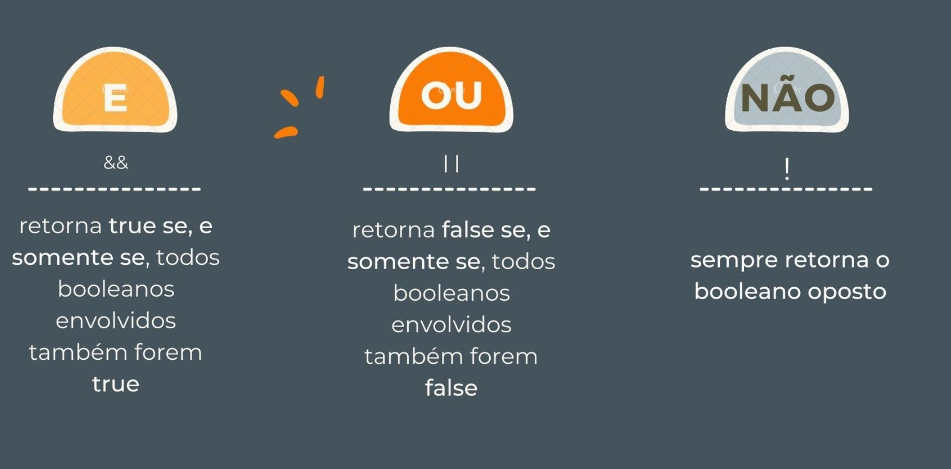 E
&&
retorna true se, e
somente se, todos
booleanos
envolvidos
também forem
true
OU
||
retorna false se, e
somente se, todos
booleanos
envolvidos
também forem
false
NÃO
!
sempre retorna o
booleano oposto